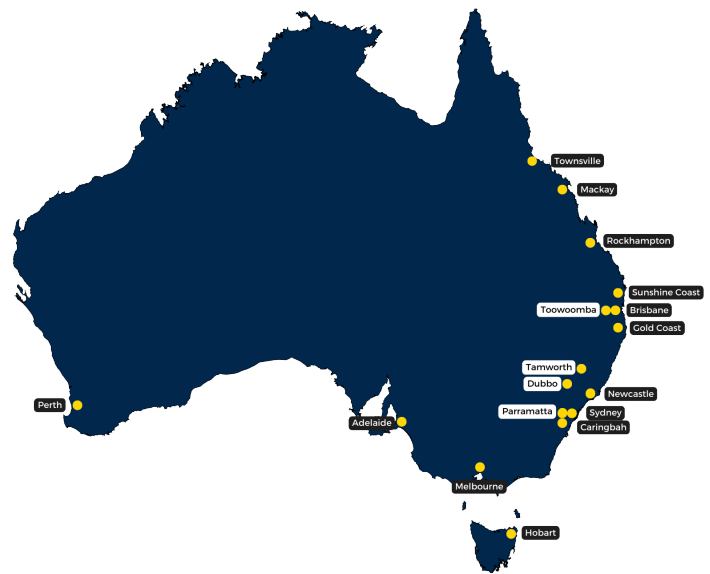 Townsville
Mackay
Rockhampton
Sunshine Coast
Toowoomba
Brisbane
Gold Coast
Tamworth
Dubbo
Newcastle
Perth
Parramatta
Sydney
Adelaide
Caringbah
Melbourne
Hobart